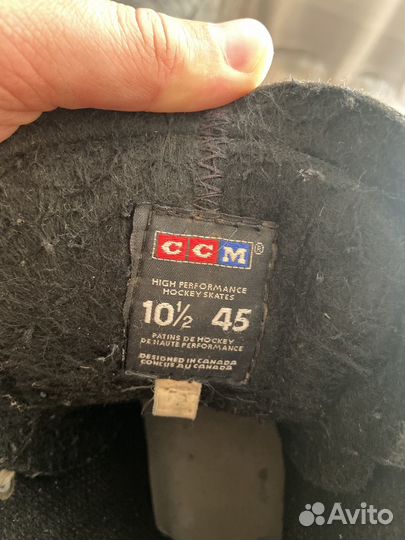 CCM®
HIGH PERFORMANCE
HOCKEY SKATES
10½ 45
PATINS DE HOCKEY
DE HAUTE PERFORMANCE
DESIGNED IN CANADA
CONÇUS AU CANADA
Avito